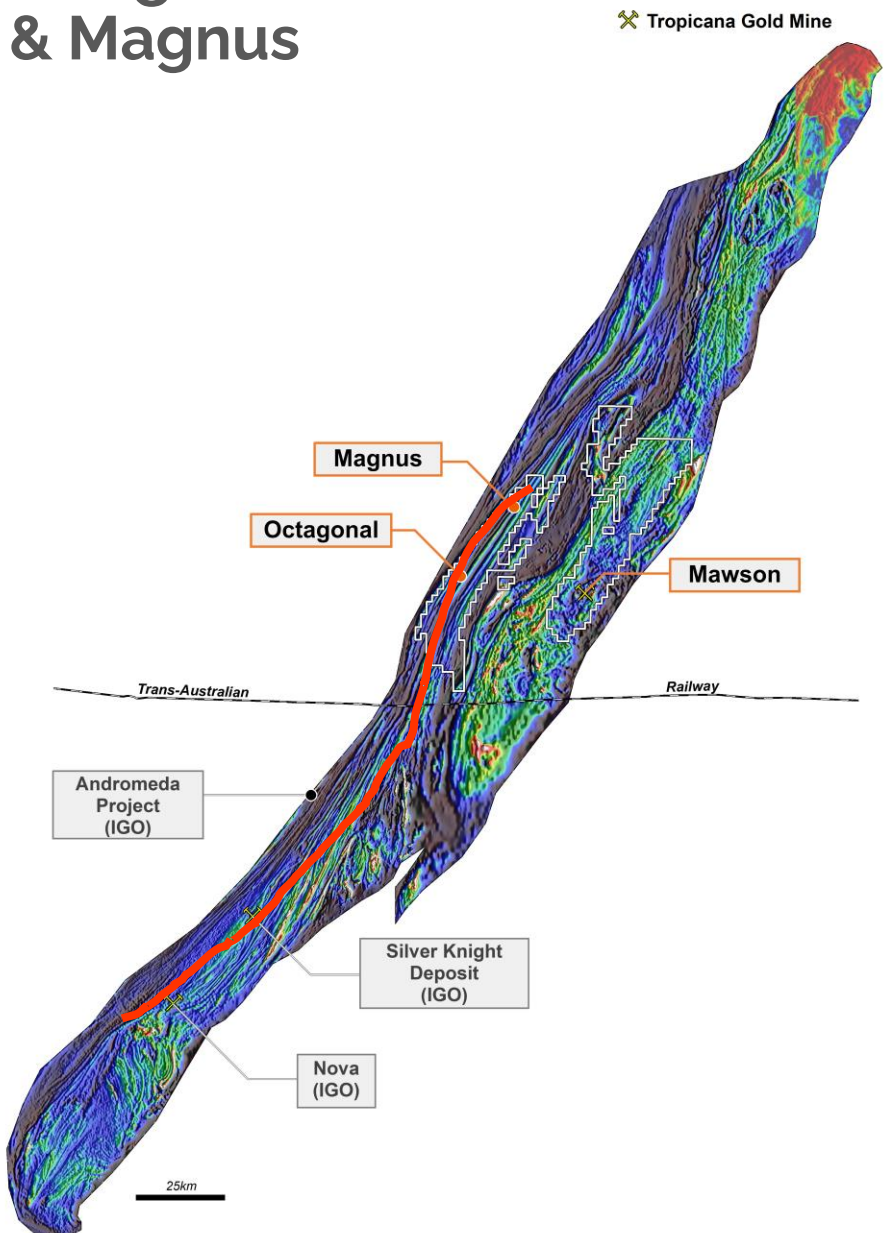 & Magnus
Tropicana Gold Mine
Magnus
Octagonal
Mawson
Trans-Australian Railway
Andromeda
Project
(IGO)
Silver Knight
Deposit
(IGO)
Nova
(IGO)
25km